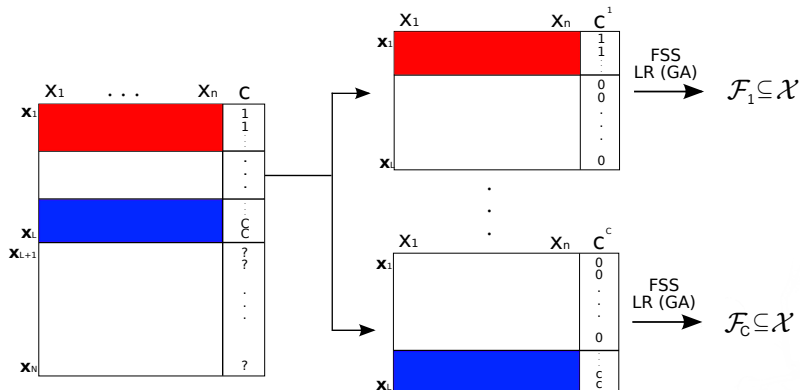 X1 . . . Xn C
x1 1
1
.
.
.
C
xL C
xL+1 ?
?
.
.
.
xN ?
X1 Xn C1
x1 1
1
0
0
.
.
.
xL 0
FSS
LR (GA)
F1 ⊆ X
.
.
.
X1 Xn CC
x1 0
0
.
.
.
0
c
xL c
FSS
LR (GA)
FC ⊆ X